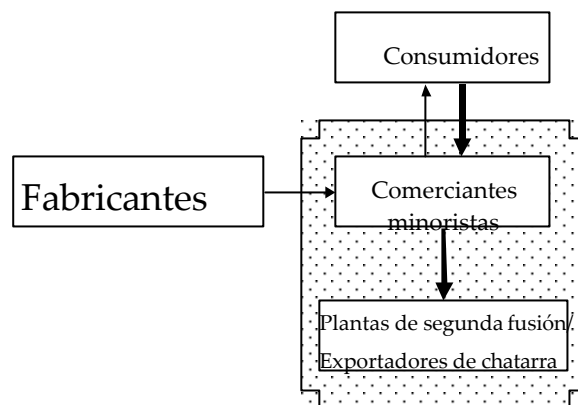 Consumidores
Fabricantes
Comerciantes
minoristas
Plantas de segunda fusión/
Exportadores de chatarra